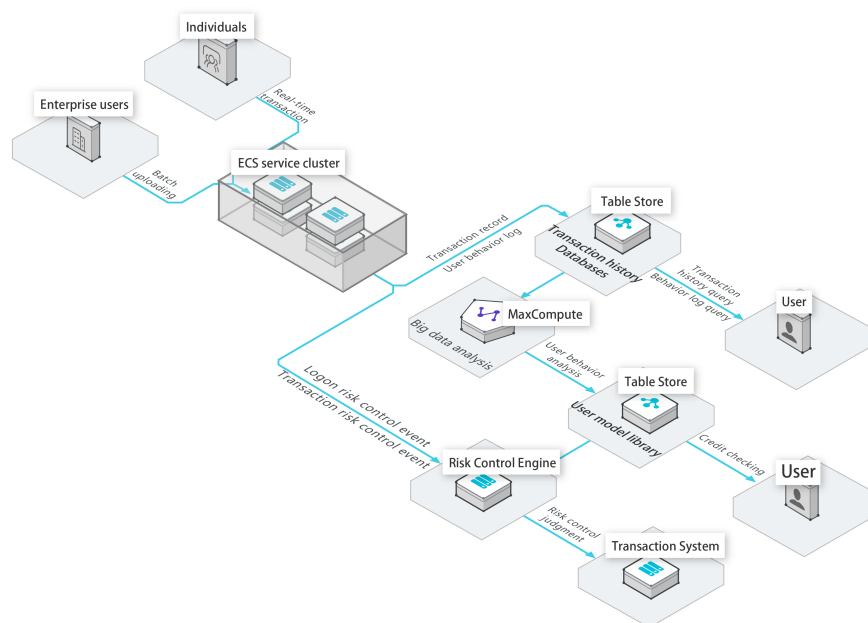 Individuals
Real-time
transaction
Enterprise users
Batch
uploading
ECS service cluster
Transaction record
User behavior log
Table Store
Transaction history
Databases
Transaction
history query
Behavior log query
User
MaxCompute
Big data analysis
User behavior
analysis
Table Store
User model library
Logon risk control event
Transaction risk control event
Risk Control Engine
Credit checking
User
Risk control
judgment
Transaction System